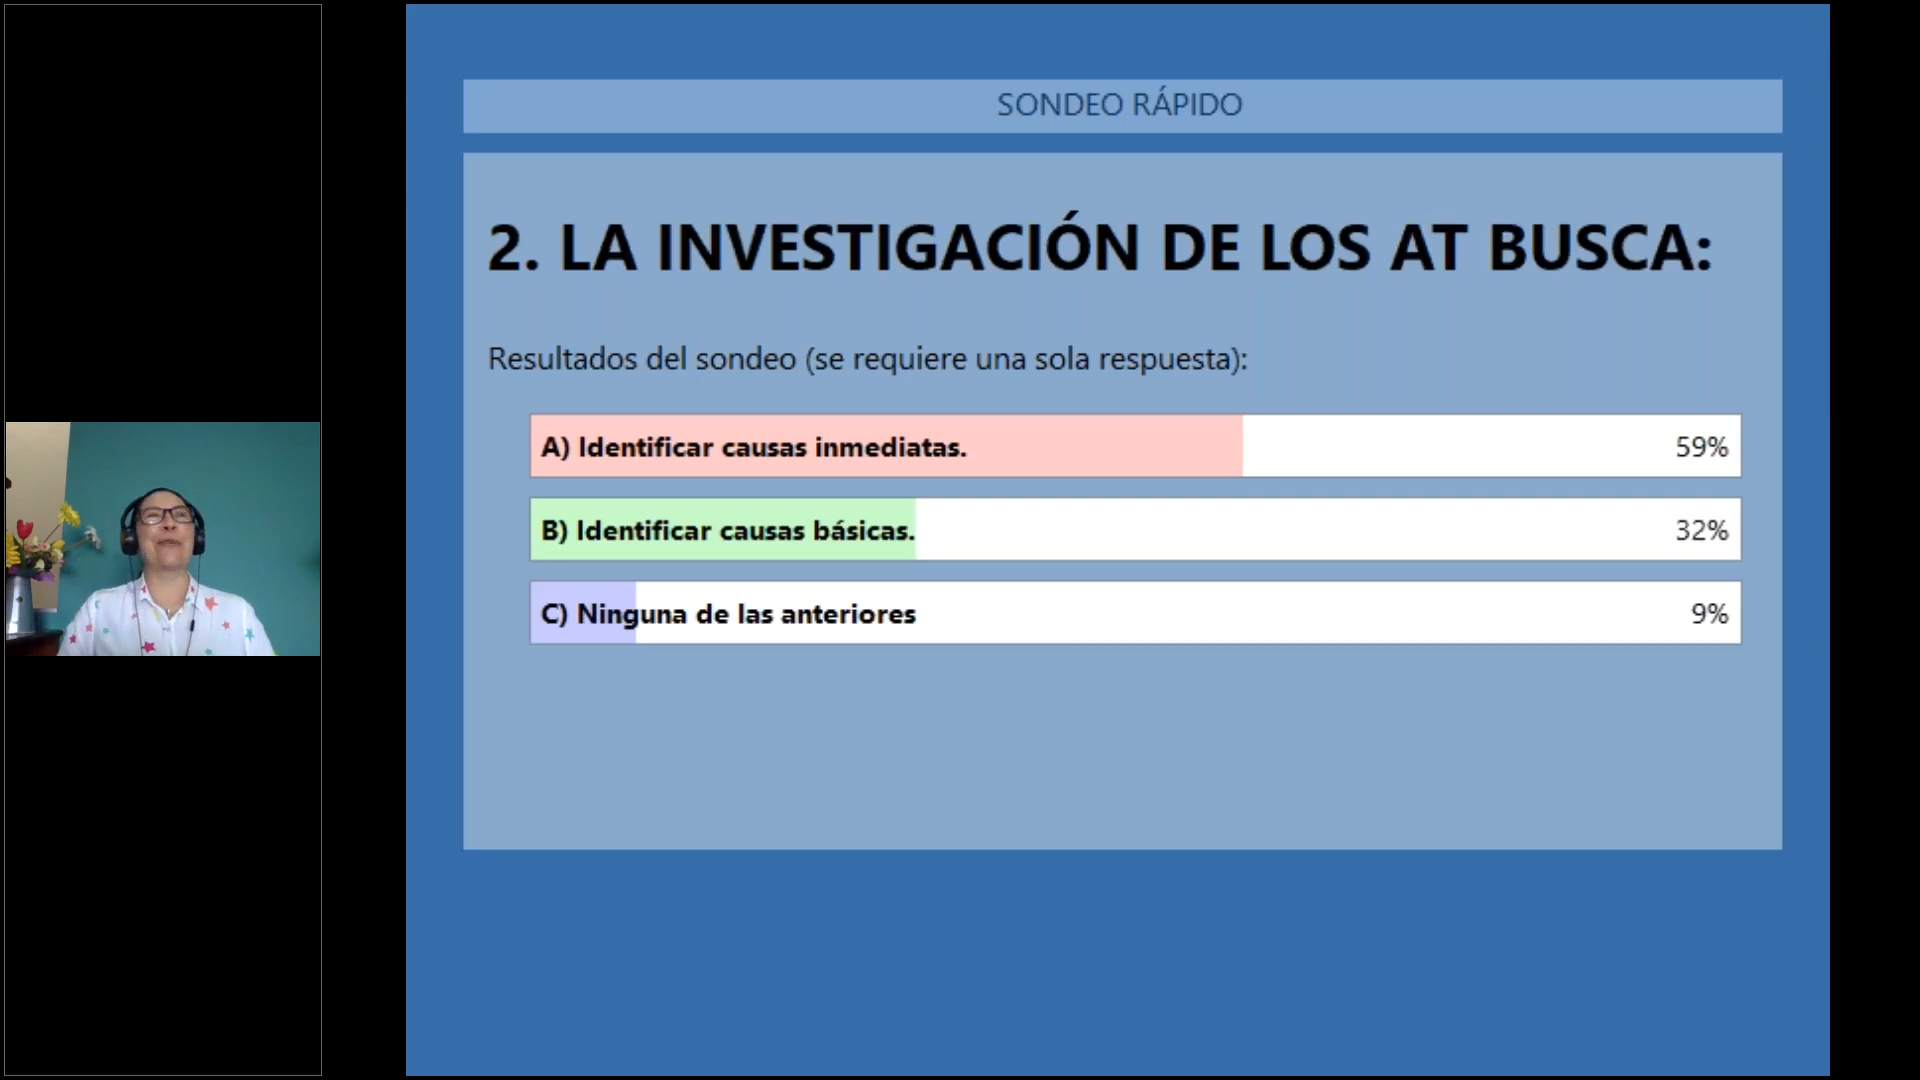 SONDEO RÁPIDO
2. LA INVESTIGACIÓN DE LOS AT BUSCA:
Resultados del sondeo (se requiere una sola respuesta):
A) Identificar causas inmediatas. 59%
B) Identificar causas básicas. 32%
C) Ninguna de las anteriores 9%